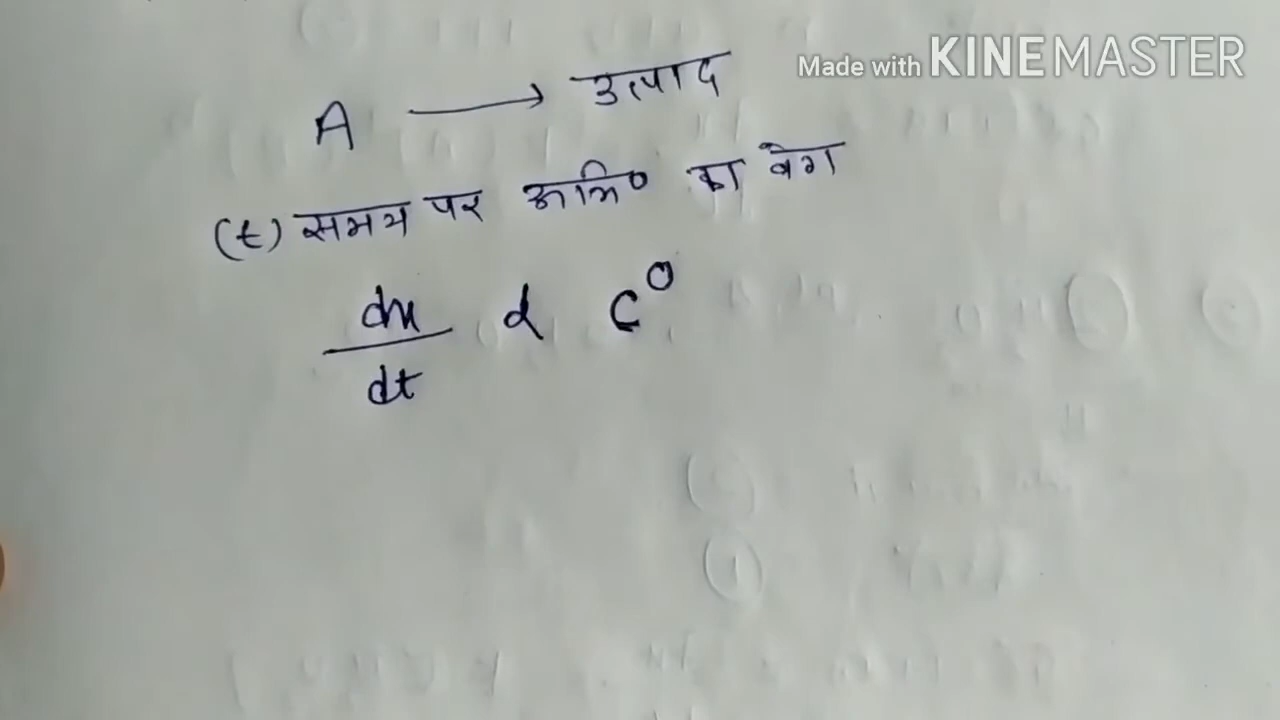 Made with KINEMASTER
A ⟶ उत्पाद
(t) समय पर अभि० का वेग
dx/dt α C⁰